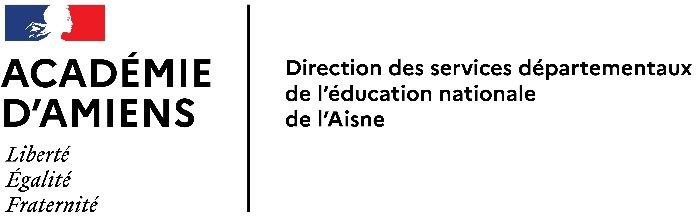 ACADÉMIE
D'AMIENS
Liberté
Égalité
Fraternité
Direction des services départementaux
de l'éducation nationale
de l'Aisne